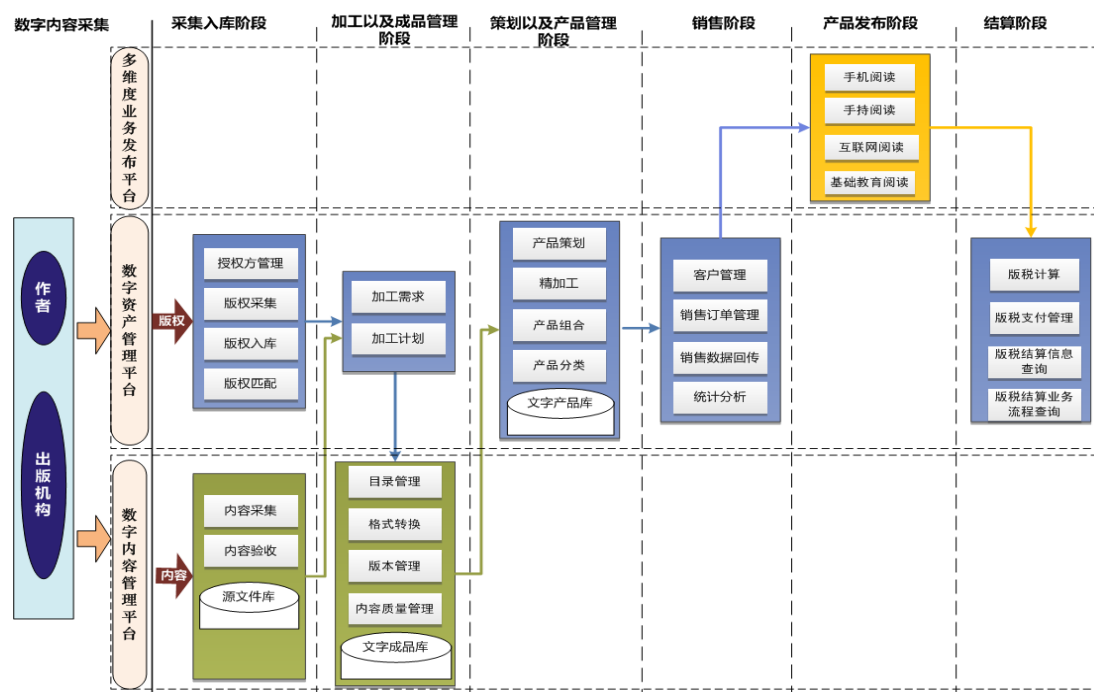 数字内容采集
采集入库阶段
加工以及成品管理
阶段
策划以及产品管理
阶段
销售阶段
产品发布阶段
结算阶段
多维度业务发布平台
手机阅读
手持阅读
互联网阅读
基础教育阅读
作者
出版机构
数字资产管理平台
版权
授权方管理
版权采集
版权入库
版权匹配
加工需求
加工计划
产品策划
精加工
产品组合
产品分类
文字产品库
客户管理
销售订单管理
销售数据回传
统计分析
版税计算
版税支付管理
版税结算信息
查询
版税结算业务
流程查询
数字内容管理平台
内容
内容采集
内容验收
源文件库
目录管理
格式转换
版本管理
内容质量管理
文字成品库